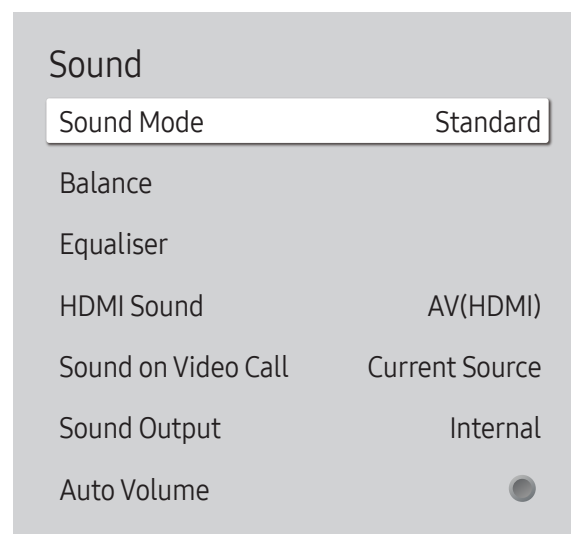 Sound
Sound Mode Standard
Balance
Equaliser
HDMI Sound AV(HDMI)
Sound on Video Call Current Source
Sound Output Internal
Auto Volume